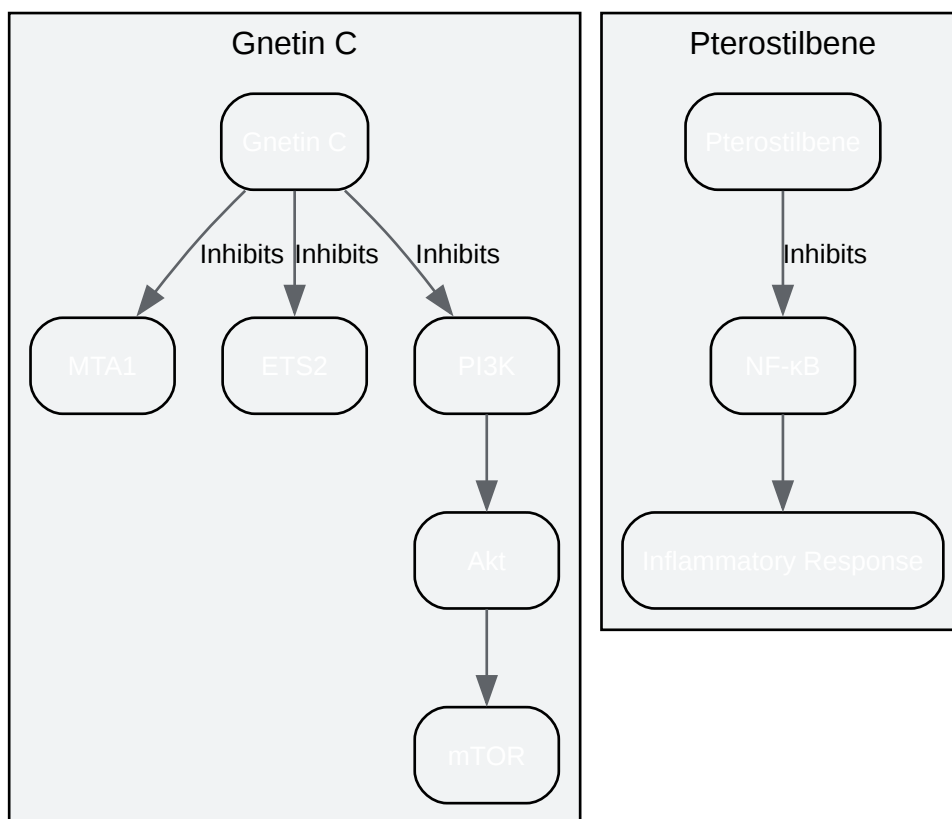 Gnetin C
Gnetin C
Inhibits
Inhibits
Inhibits
MTA1
ETS2
PI3K
Akt
mTOR
Pterostilbene
Pterostilbene
Inhibits
NF-κB
Inflammatory Response